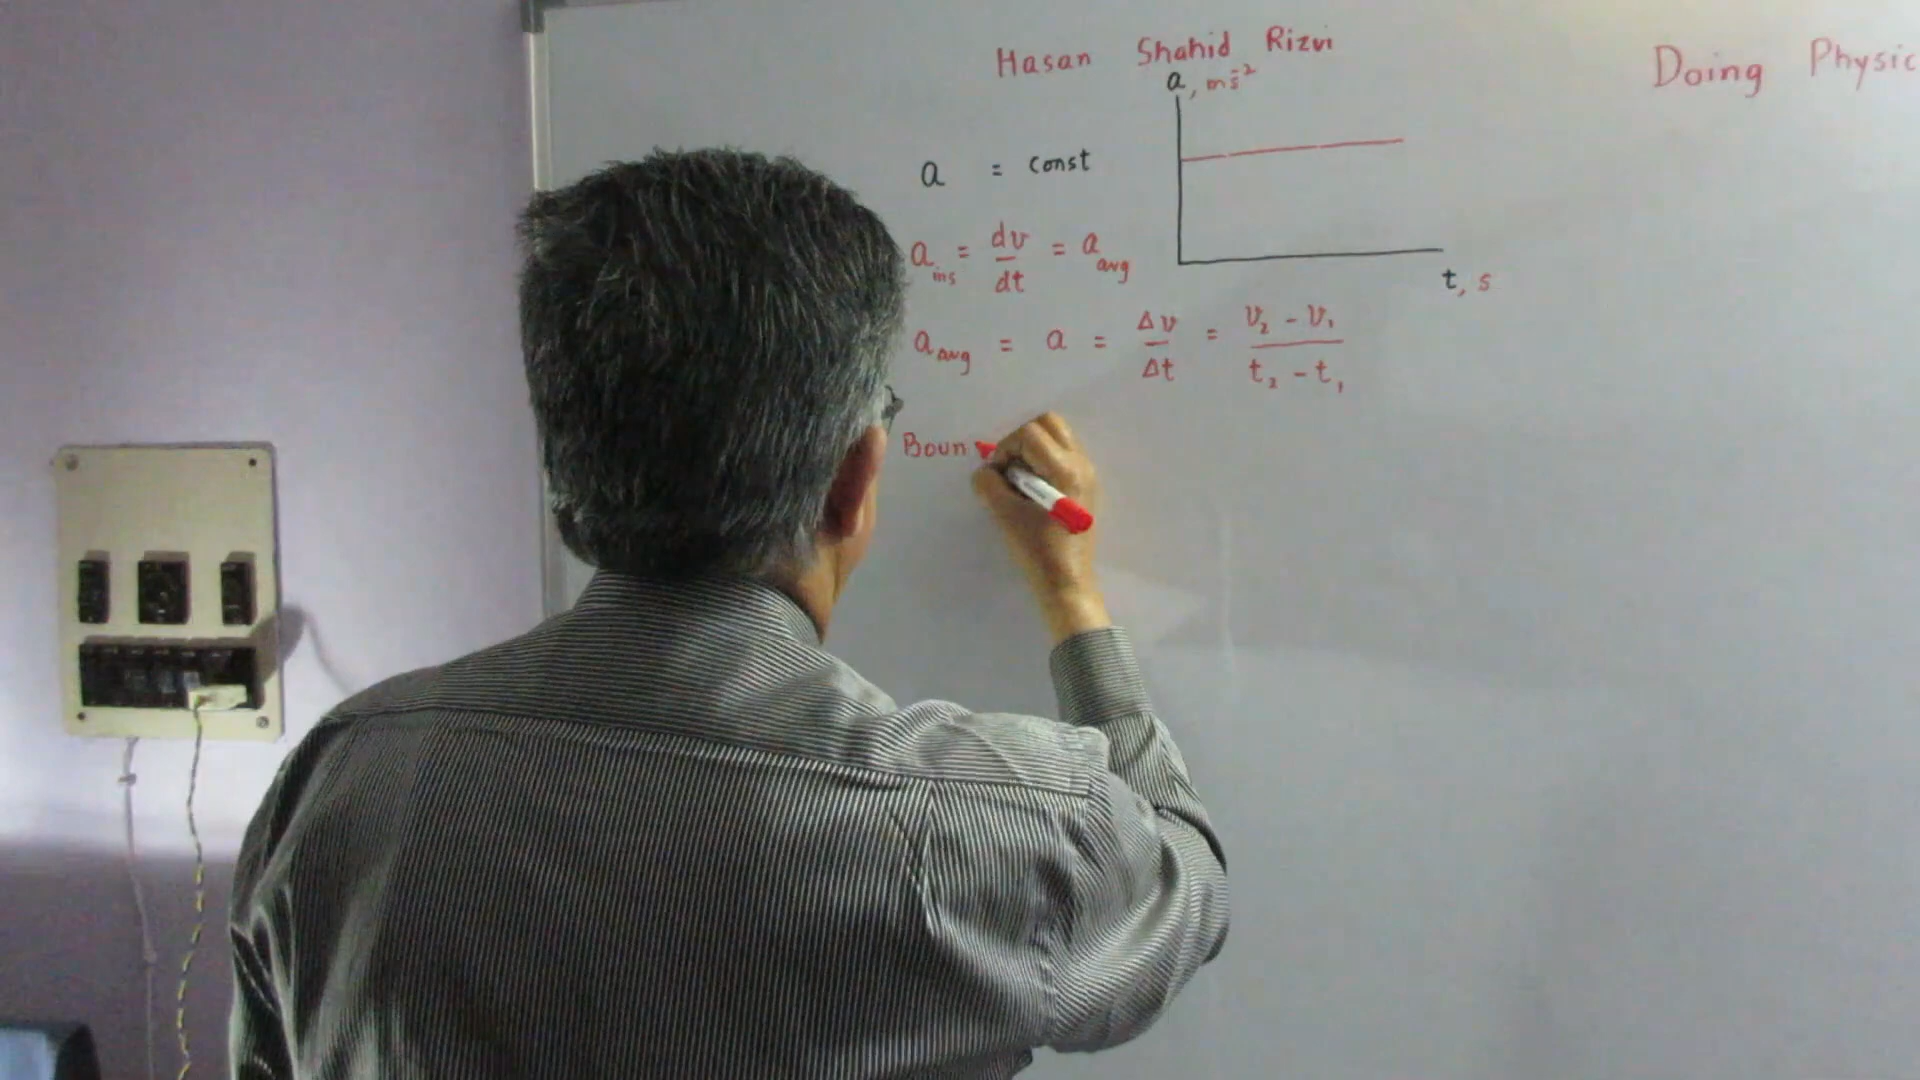 Hasan Shahid Rizvi
Doing Physic
a, ms⁻²
a = const
a_ins = dv/dt = a_avg
t, s
a_avg = a = Δv/Δt = v₂ - v₁ / t₂ - t₁
Boun